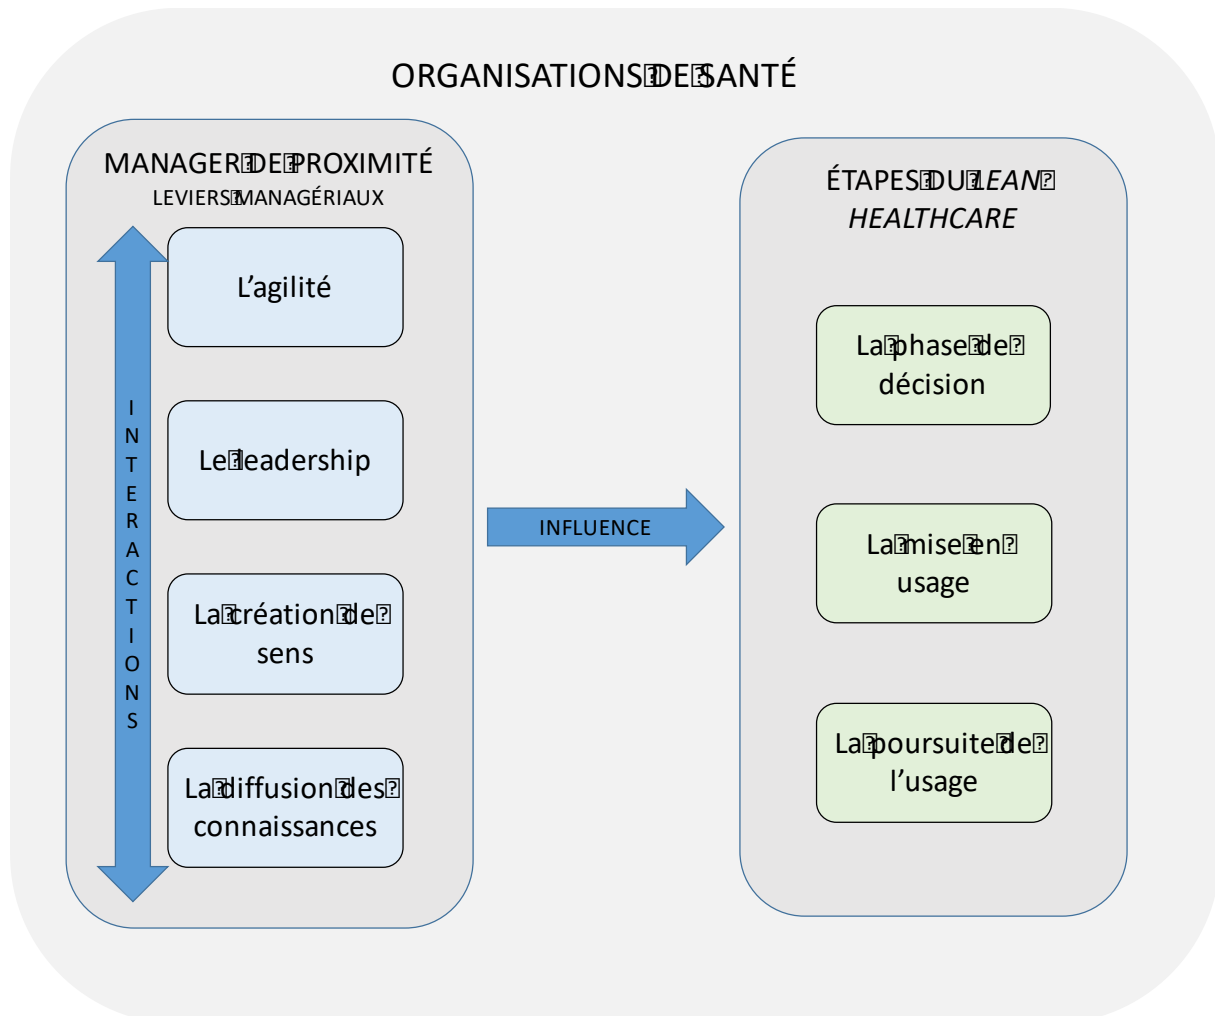 ORGANISATIONS DE SANTÉ
MANAGER DE PROXIMITÉ
LEVIERS MANAGÉRIAUX
L'agilité
Le leadership
La création de
sens
La diffusion des
connaissances
INTERACTIONS
INFLUENCE
ÉTAPES DU LEAN
HEALTHCARE
La phase de
décision
La mise en
usage
La poursuite de
l'usage